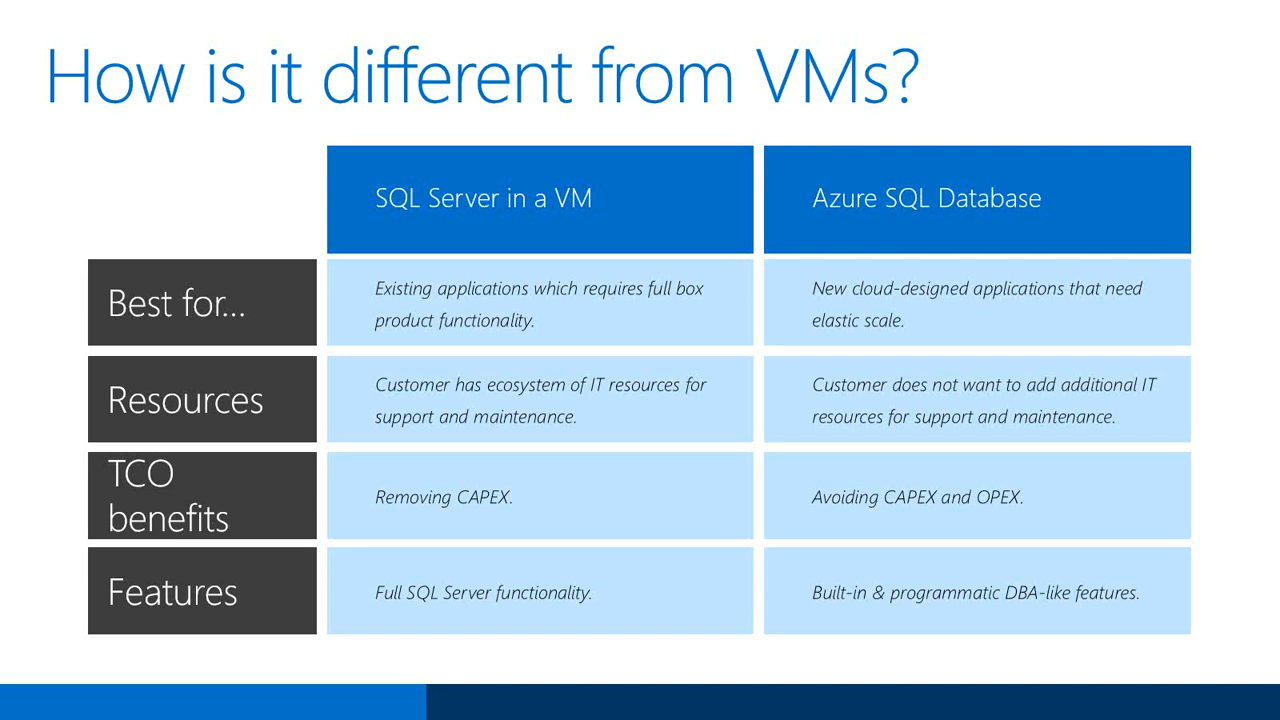 How is it different from VMs?
SQL Server in a VM
Azure SQL Database
Best for...
Existing applications which requires full box
product functionality.
New cloud-designed applications that need
elastic scale.
Resources
Customer has ecosystem of IT resources for
support and maintenance.
Customer does not want to add additional IT
resources for support and maintenance.
TCO
benefits
Removing CAPEX.
Avoiding CAPEX and OPEX.
Features
Full SQL Server functionality.
Built-in & programmatic DBA-like features.